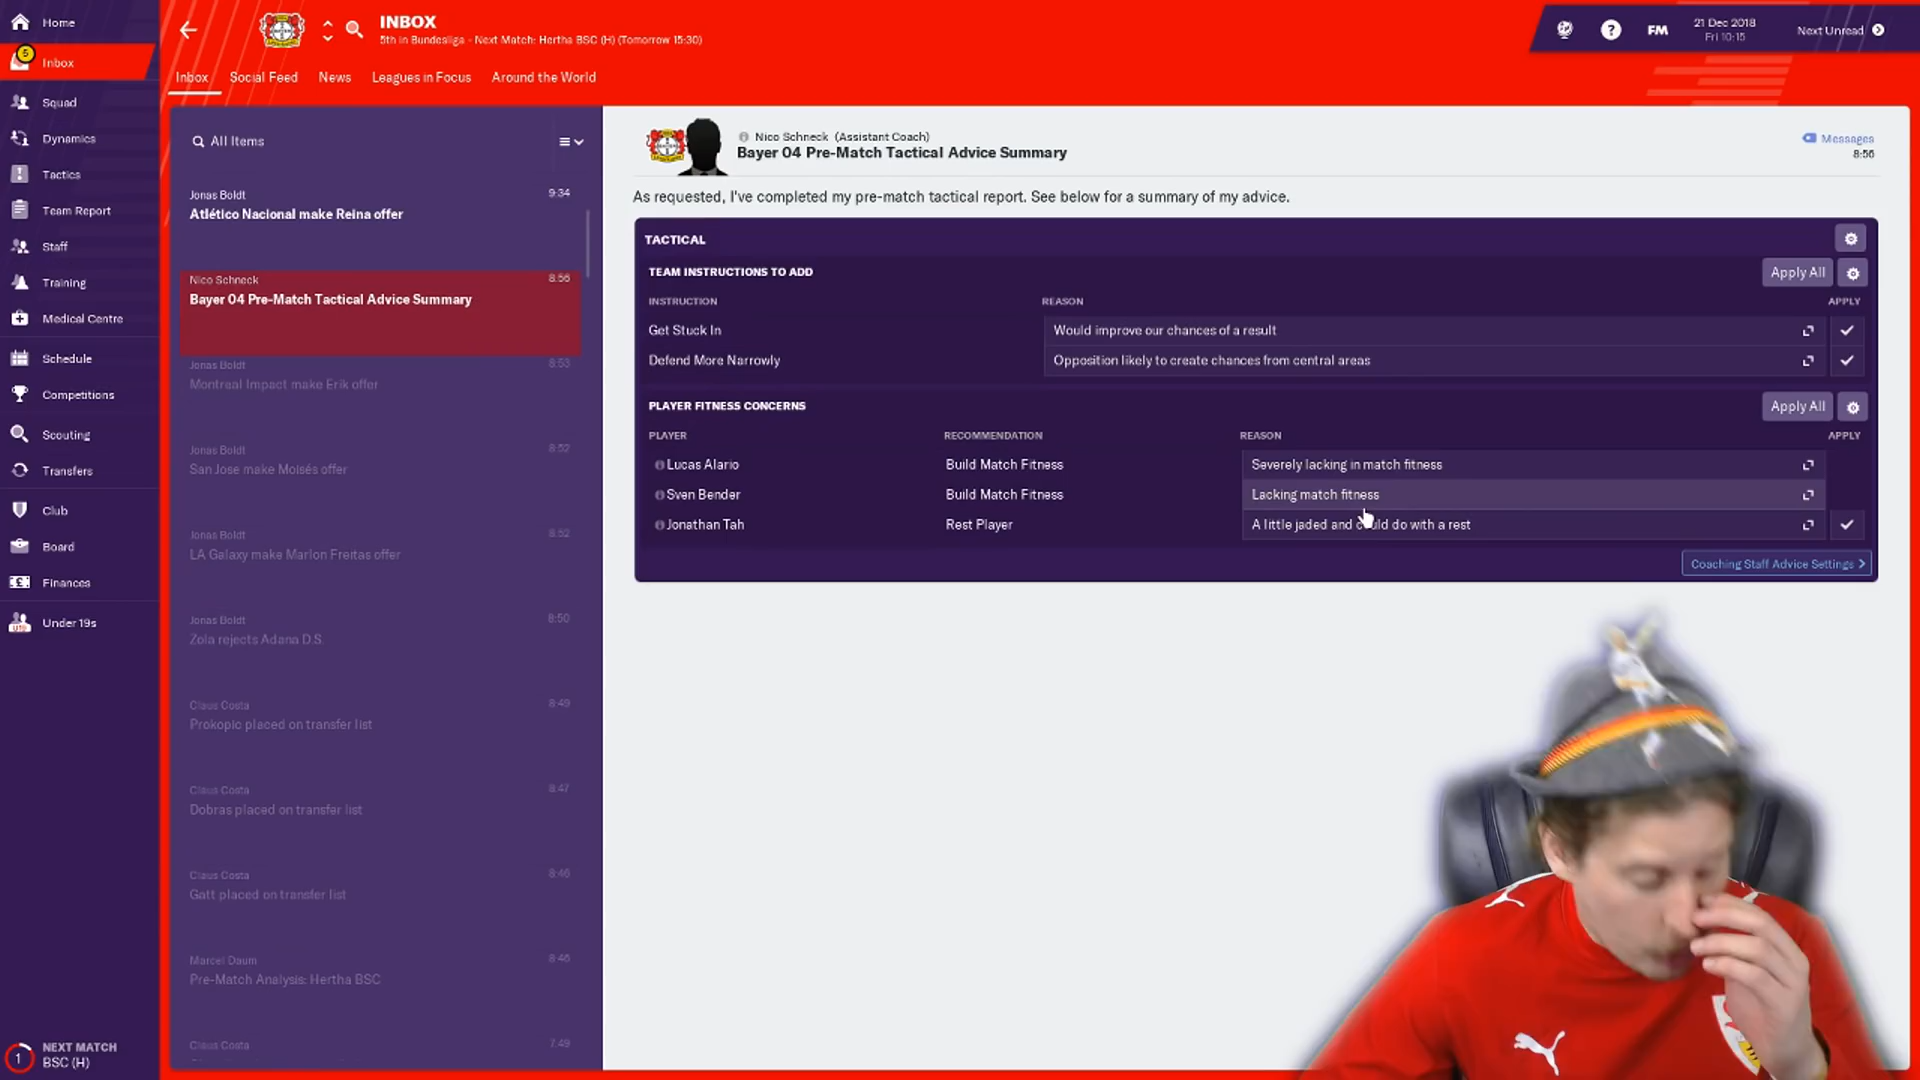 Home
5
Inbox
Squad
Dynamics
Tactics
Team Report
Staff
Training
Medical Centre
Schedule
Competitions
Scouting
Transfers
Club
Board
Finances
Under 19s
1
NEXT MATCH
BSC (H)
INBOX
5th in Bundesliga - Next Match: Hertha BSC (H) (Tomorrow 15:30)
FM
21 Dec 2018
Fri 10:15
Next Unread
Inbox
Social Feed
News
Leagues in Focus
Around the World
All Items
Jonas Boldt 9:34
Atlético Nacional make Reina offer
Nico Schneck 8:56
Bayer 04 Pre-Match Tactical Advice Summary
Jonas Boldt 8:53
Montreal Impact make Erik offer
Jonas Boldt 8:52
San Jose make Moisés offer
Jonas Boldt 8:52
LA Galaxy make Marlon Freitas offer
Jonas Boldt 8:50
Zola rejects Adana D.S.
Claus Costa 8:49
Prokopic placed on transfer list
Claus Costa 8:47
Dobras placed on transfer list
Claus Costa 8:46
Gatt placed on transfer list
Marcel Daum 8:46
Pre-Match Analysis: Hertha BSC
Claus Costa 7:49
Nico Schneck (Assistant Coach)
Bayer 04 Pre-Match Tactical Advice Summary
Messages
8:56
As requested, I've completed my pre-match tactical report. See below for a summary of my advice.
TACTICAL
TEAM INSTRUCTIONS TO ADD
Apply All
INSTRUCTION REASON APPLY
Get Stuck In Would improve our chances of a result
Defend More Narrowly Opposition likely to create chances from central areas
PLAYER FITNESS CONCERNS
Apply All
PLAYER RECOMMENDATION REASON APPLY
Lucas Alario Build Match Fitness Severely lacking in match fitness
Sven Bender Build Match Fitness Lacking match fitness
Jonathan Tah Rest Player A little jaded and could do with a rest
Coaching Staff Advice Settings